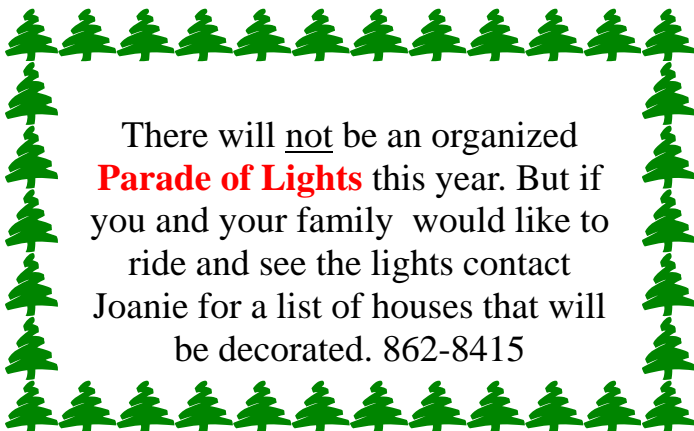 There will not be an organized
Parade of Lights this year. But if
you and your family  would like to
ride and see the lights contact
Joanie for a list of houses that will
be decorated. 862-8415